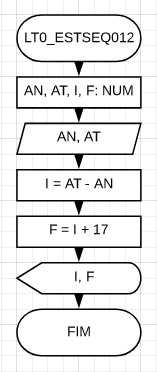 LT0_ESTSEQ012
AN, AT, I, F: NUM
AN, AT
I = AT - AN
F = I + 17
I, F
FIM